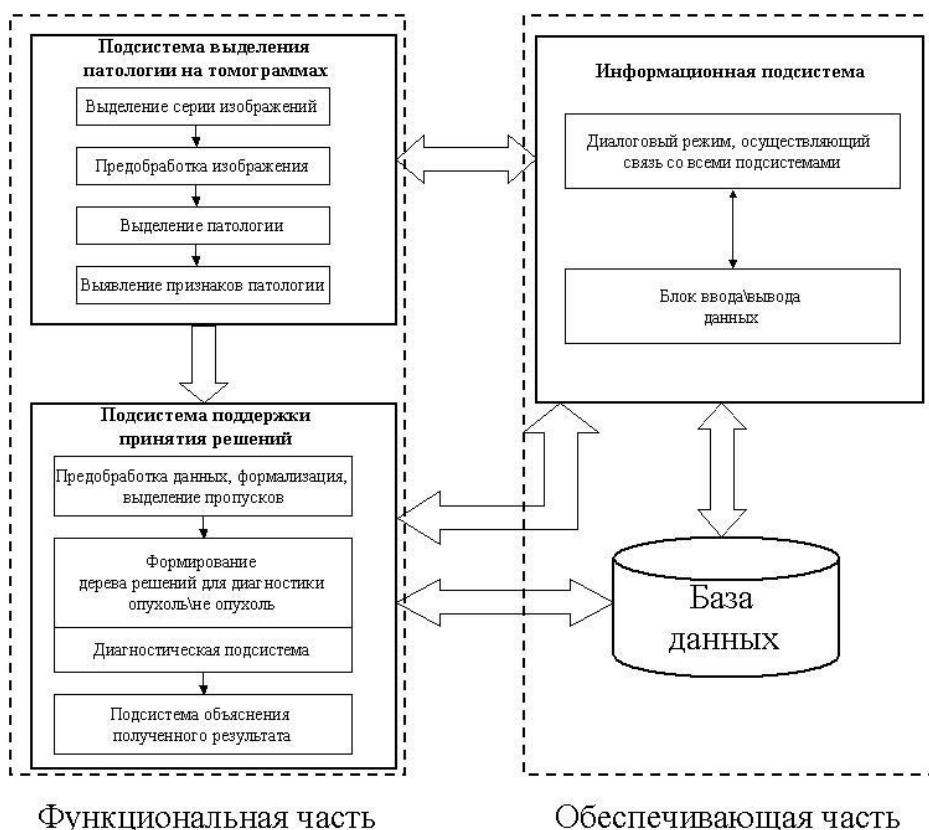 Подсистема выделения
патологии на томограммах
Выделение серии изображений
Предобработка изображения
Выделение патологии
Выявление признаков патологии
Подсистема поддержки
принятия решений
Предобработка данных, формализация,
выделение пропусков
Формирование
дерева решений для диагностики
опухоль\не опухоль
Диагностическая подсистема
Подсистема объяснения
полученного результата
Функциональная часть
Информационная подсистема
Диалоговый режим, осуществляющий
связь со всеми подсистемами
Блок ввода\вывода
данных
База
данных
Обеспечивающая часть